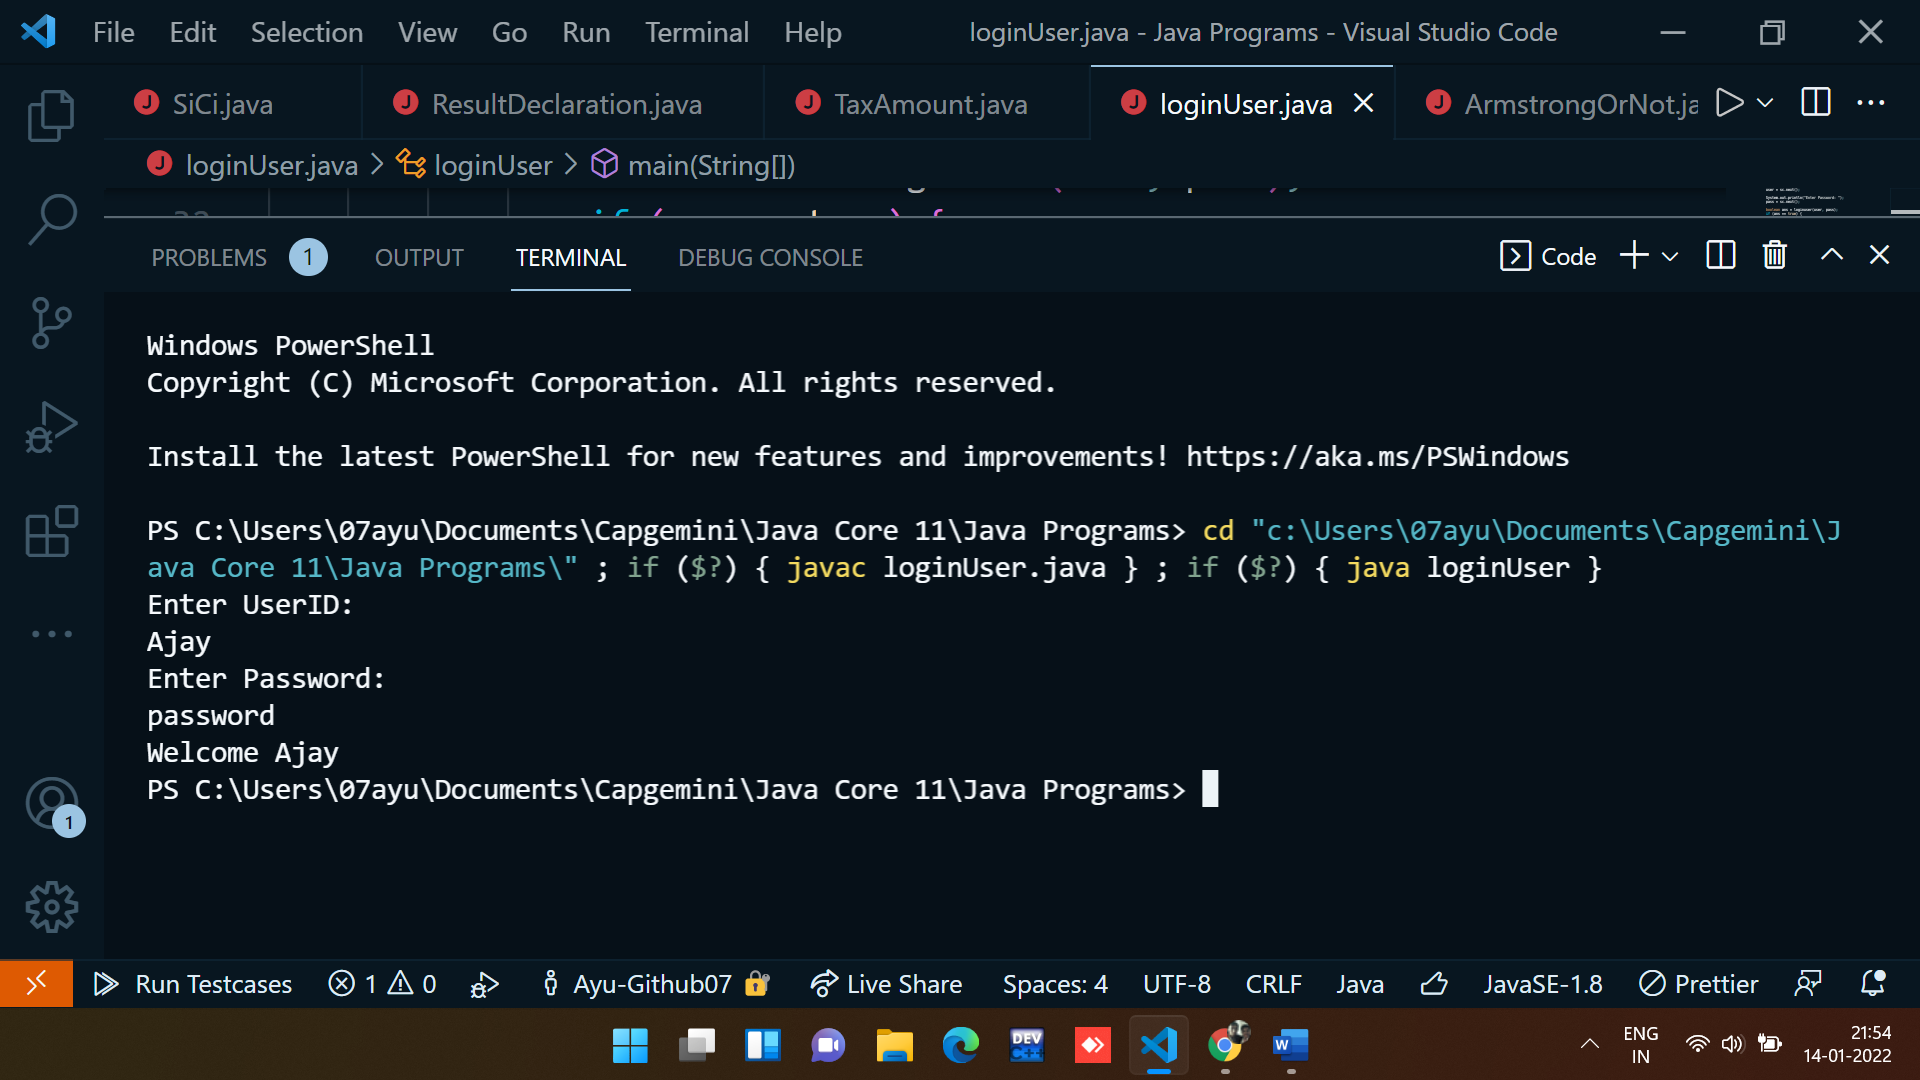 File Edit Selection View Go Run Terminal Help loginUser.java - Java Programs - Visual Studio Code
SiCi.java ResultDeclaration.java TaxAmount.java loginUser.java ArmstrongOrNot.ja
loginUser.java > loginUser > main(String[])
PROBLEMS 1 OUTPUT TERMINAL DEBUG CONSOLE Code
Windows PowerShell
Copyright (C) Microsoft Corporation. All rights reserved.
Install the latest PowerShell for new features and improvements! https://aka.ms/PSWindows
PS C:\Users\07ayu\Documents\Capgemini\Java Core 11\Java Programs> cd "c:\Users\07ayu\Documents\Capgemini\J
ava Core 11\Java Programs\" ; if ($?) { javac loginUser.java } ; if ($?) { java loginUser }
Enter UserID:
Ajay
Enter Password:
password
Welcome Ajay
PS C:\Users\07ayu\Documents\Capgemini\Java Core 11\Java Programs>
1
Run Testcases 1 0 Ayu-Github07 Live Share Spaces: 4 UTF-8 CRLF Java JavaSE-1.8 Prettier
DEV C++
W
ENG
IN
21:54
14-01-2022